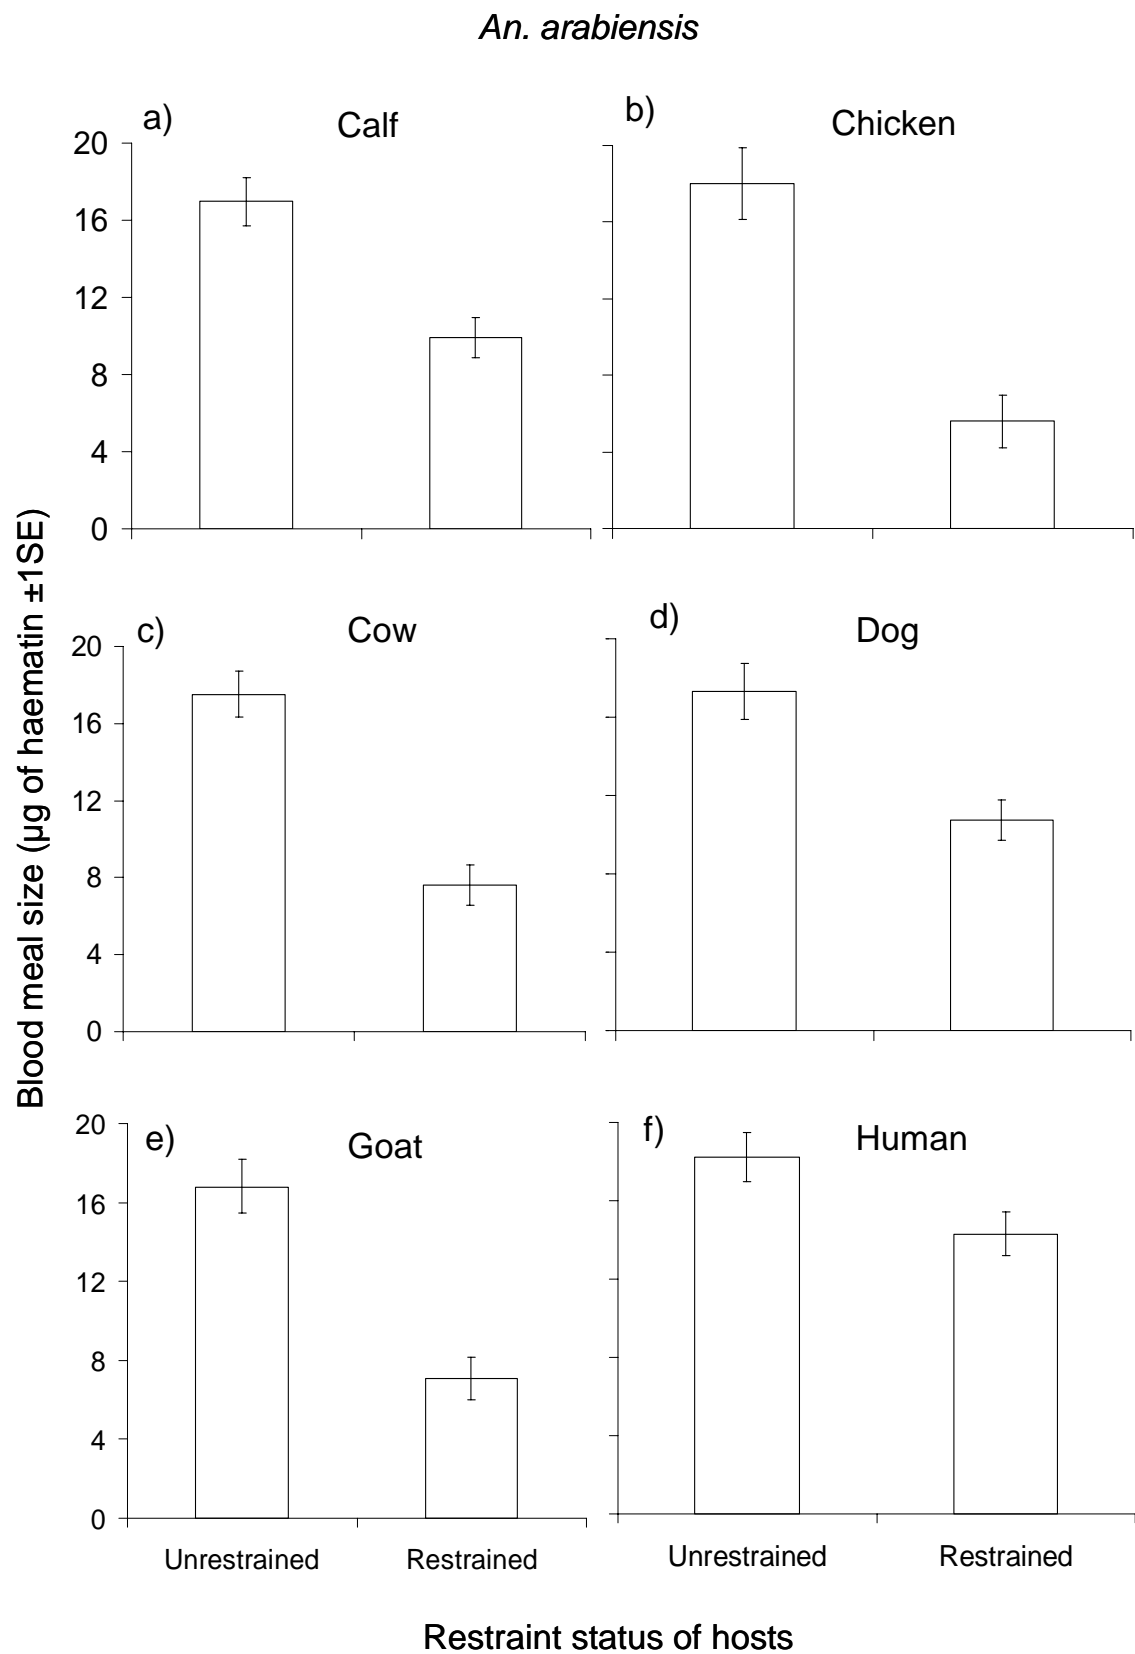 An. arabiensis
a)
Calf
b)
Chicken
20
16
12
8
4
0
c)
Cow
d)
Dog
20
16
12
8
4
0
Blood meal size (µg of haematin ±1SE)
e)
Goat
f)
Human
20
16
12
8
4
0
Unrestrained Restrained Unrestrained Restrained
Restraint status of hosts